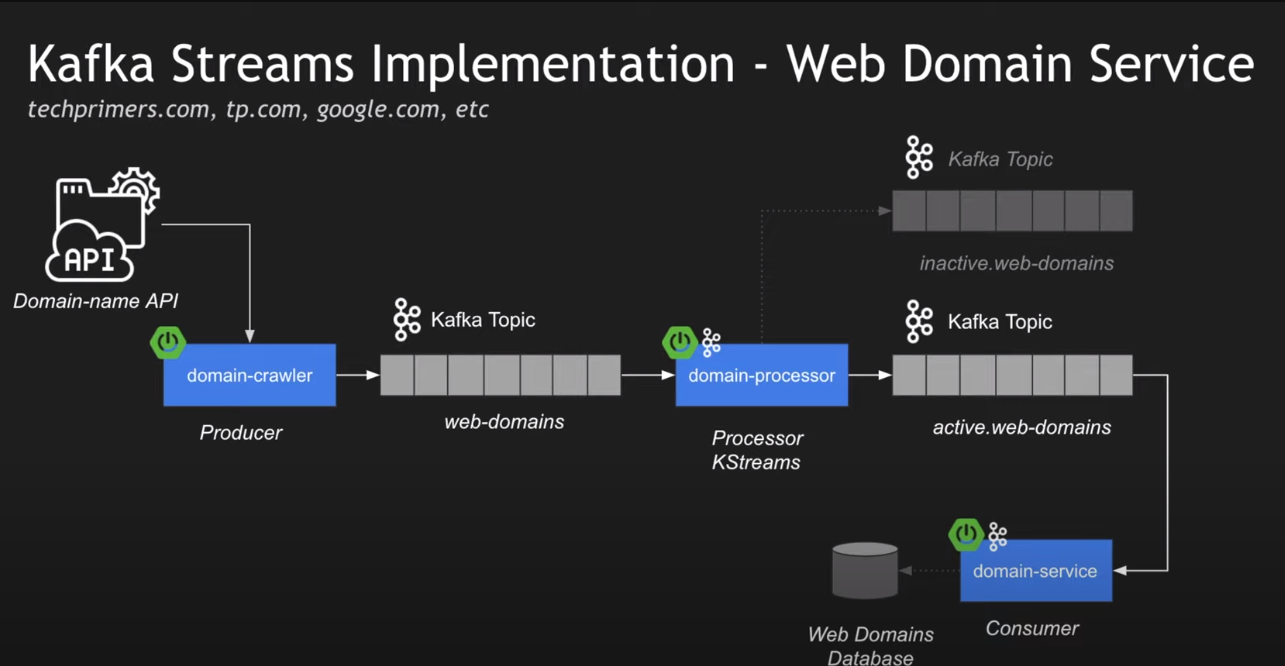 Kafka Streams Implementation - Web Domain Service
techprimers.com, tp.com, google.com, etc
Kafka Topic
inactive.web-domains
API
Domain-name API
Kafka Topic
Kafka Topic
domain-crawler
domain-processor
Producer
web-domains
active.web-domains
Processor
KStreams
domain-service
Consumer
Web Domains
Database